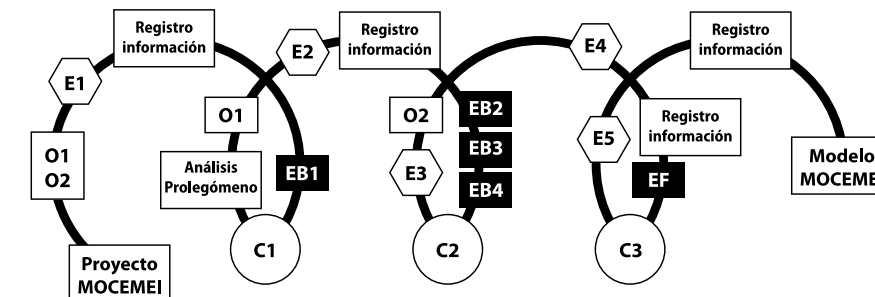 Proyecto
MOCEMEI
O1
O2
E1
Registro
información
EB1
C1
Análisis
Prolegómeno
O1
E2
Registro
información
EB2
EB3
EB4
C2
E3
O2
E4
Registro
información
EF
C3
E5
Registro
información
Modelo
MOCEME